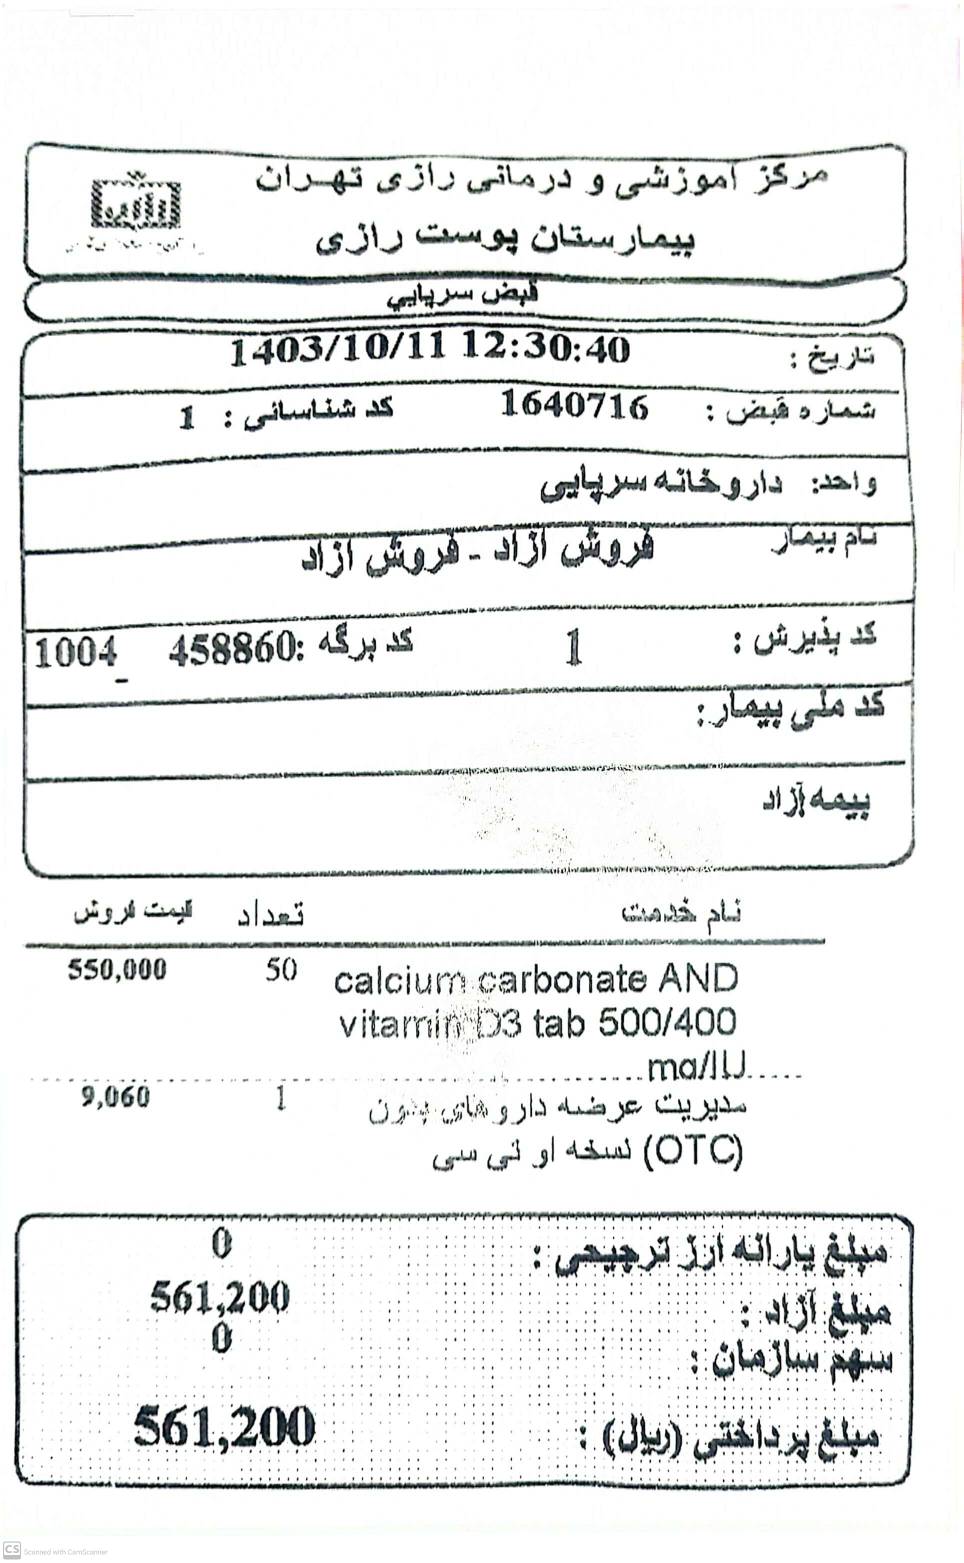 مرکز آموزشی و درمانی رازی تهران
بیمارستان پوست رازی
قبض سرپایي
تاریخ : 1403/10/11 12:30:40
شماره قبض : 1640716 کد شناسائی : 1
واحد: داروخانه سرپایی
نام بیمار فروش ازاد - فروش ازاد
کد پذیرش : 1 کد برگه :458860 1004
-
کد ملی بیمار:
بیمه آزاد
نام خدمت تعداد قیمت فروش
calcium carbonate AND 50 550,000
vitamin D3 tab 500/400
mg/IU
مدیریت عرضه داروهای بدون 1 9,060
نسخه او تی سی (OTC)
مبلغ یارانه ارز ترجیحی : 0
مبلغ آزاد : 561,200
سهم سازمان : 0
مبلغ پرداختی (ریال) : 561,200
CS Scanned with CamScanner